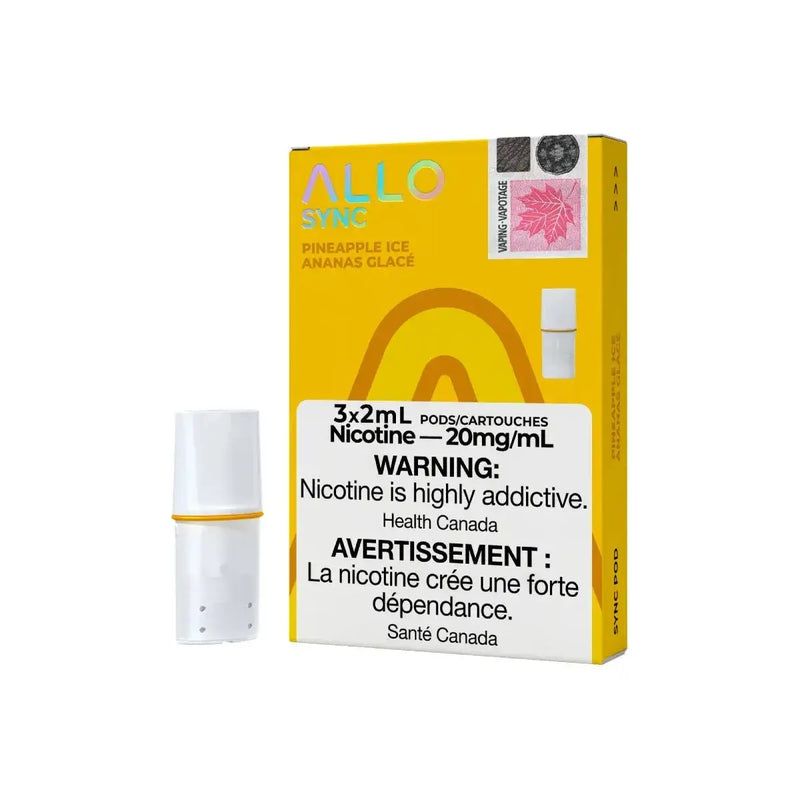 ALLO
SYNC
PINEAPPLE ICE
ANANAS GLACÉ
VAPING·VAPOTAGE
3x2mL PODS/CARTOUCHES
Nicotine — 20mg/mL
WARNING:
Nicotine is highly addictive.
Health Canada
AVERTISSEMENT :
La nicotine crée une forte
dépendance.
Santé Canada
PINEAPPLE ICE
ANANAS GLACÉ
SYNC POD